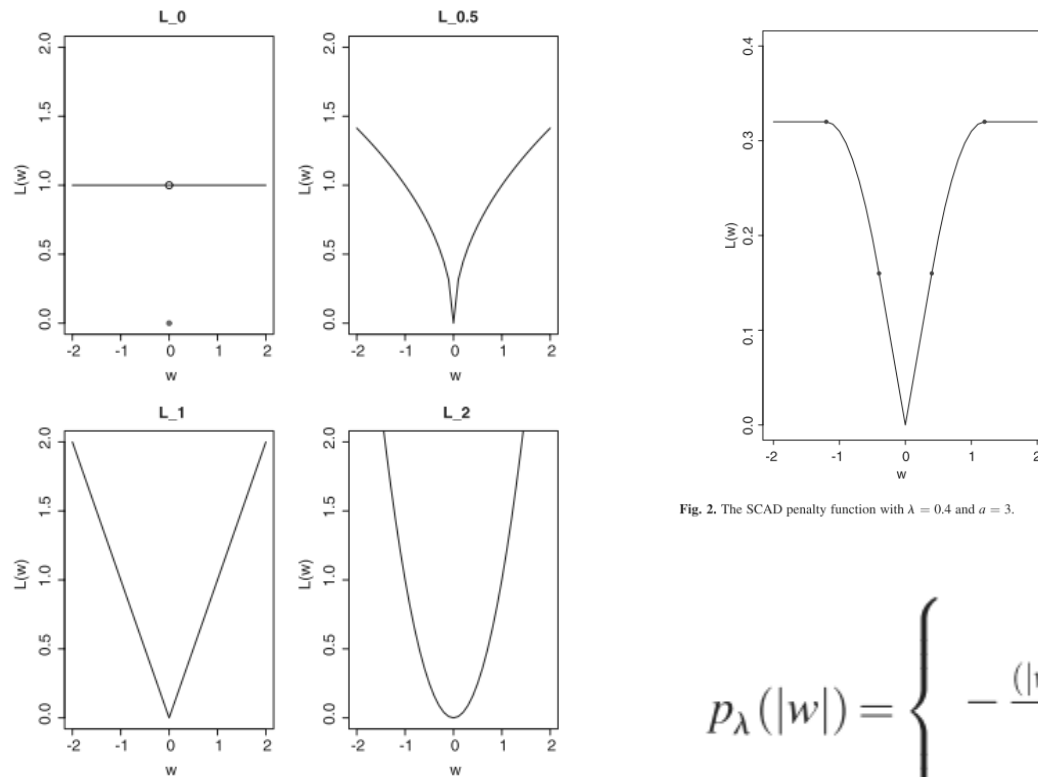 L_0
2.0
1.5
1.0
0.5
0.0
L(w)
-2 -1 0 1 2
w
L_0.5
2.0
1.5
1.0
0.5
0.0
L(w)
-2 -1 0 1 2
w
L_1
2.0
1.5
1.0
0.5
0.0
L(w)
-2 -1 0 1 2
w
L_2
2.0
1.5
1.0
0.5
0.0
L(w)
-2 -1 0 1 2
w
0.4
0.3
0.2
0.1
0.0
L(w)
-2 -1 0 1 2
w
Fig. 2. The SCAD penalty function with λ = 0.4 and a = 3.
pλ(|w|) = { − (|